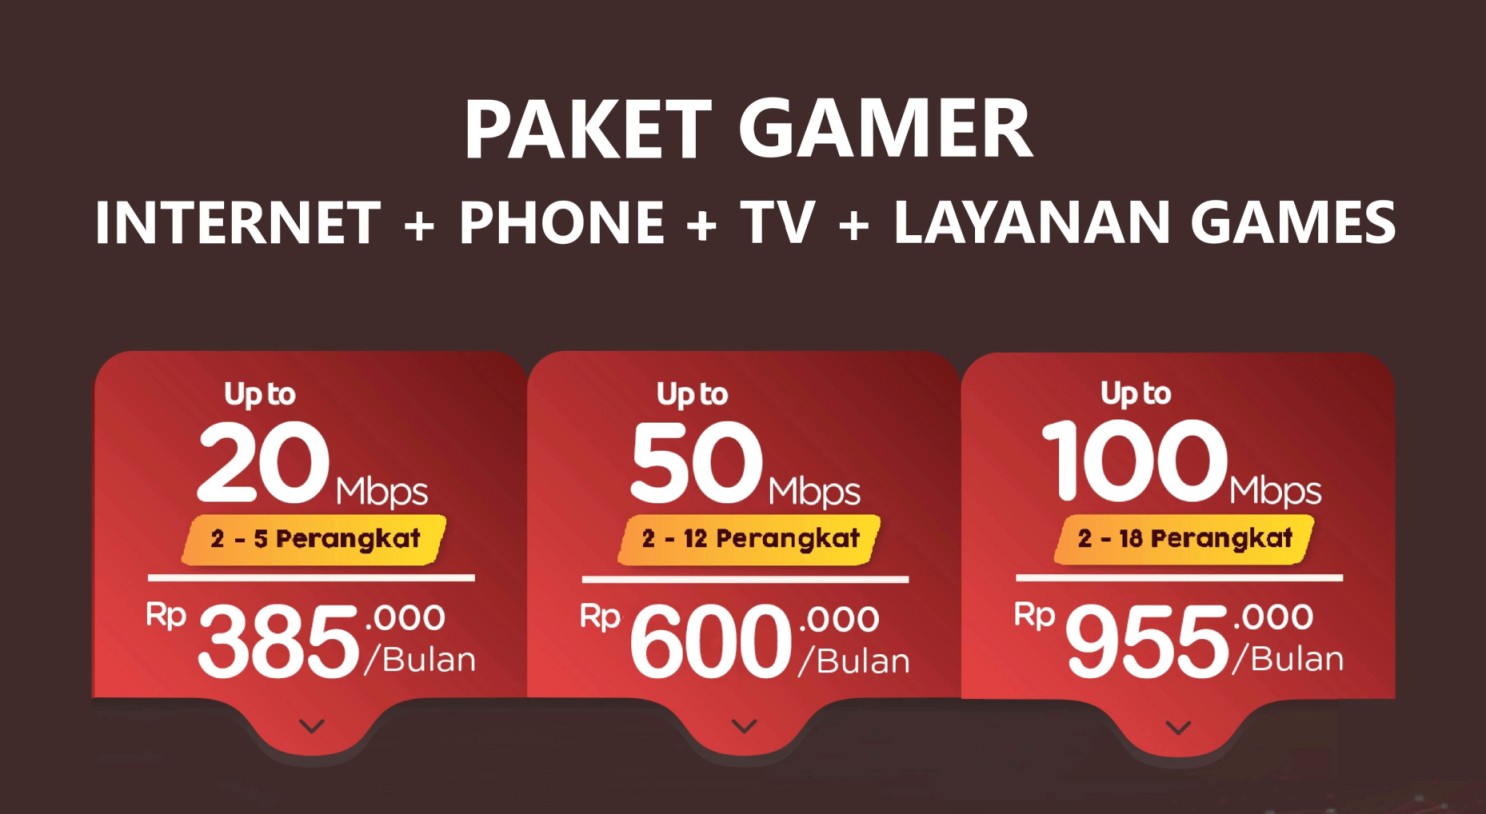 PAKET GAMER
INTERNET + PHONE + TV + LAYANAN GAMES
Up to
20 Mbps
2 - 5 Perangkat
Rp 385.000
/Bulan
Up to
50 Mbps
2 - 12 Perangkat
Rp 600.000
/Bulan
Up to
100 Mbps
2 - 18 Perangkat
Rp 955.000
/Bulan